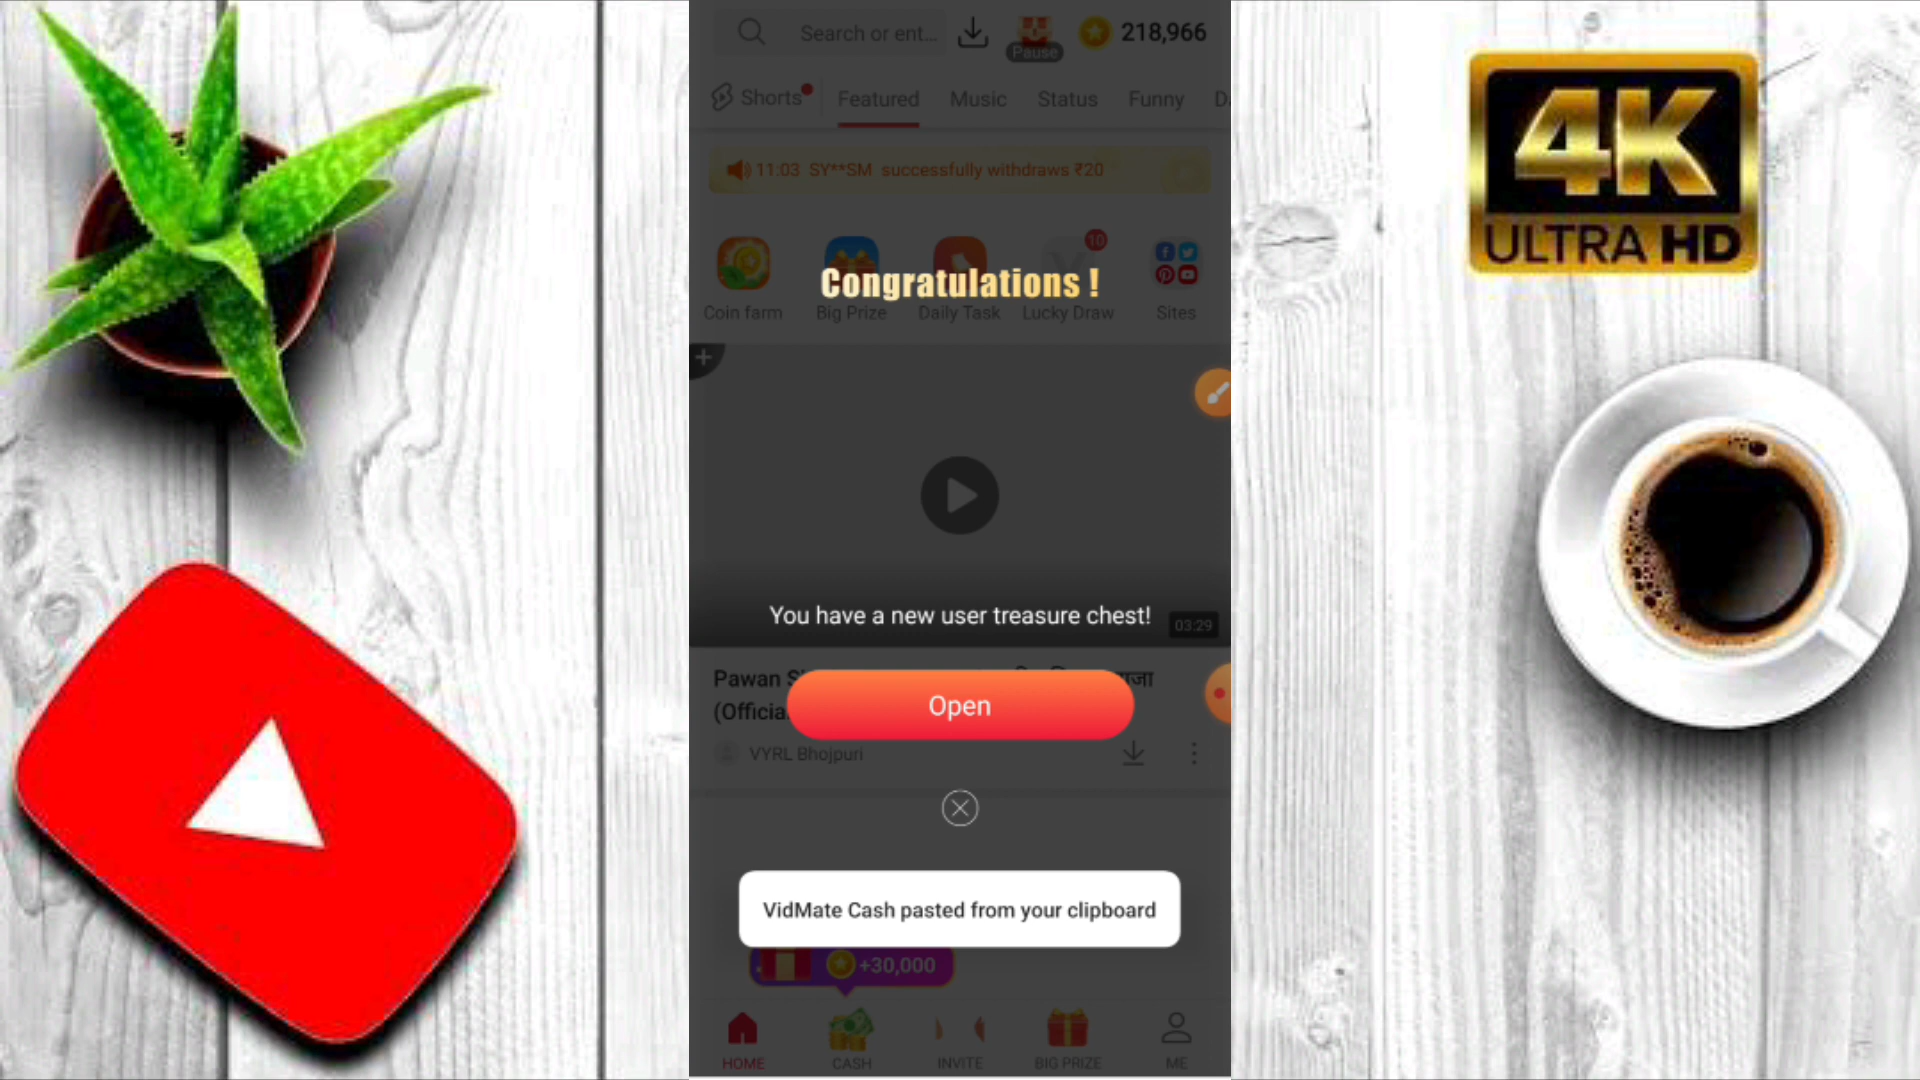 Search or ent...
Pause
218,966
Shorts
Featured
Music
Status
Funny
D
4K
ULTRA HD
11:03 SY**SM successfully withdraws ₹20
10
Congratulations !
Coin farm
Big Prize
Daily Task
Lucky Draw
Sites
You have a new user treasure chest!
03:29
Pawan
(Officia
Open
VYRL Bhojpuri
VidMate Cash pasted from your clipboard
+30,000
HOME
CASH
INVITE
BIG PRIZE
ME